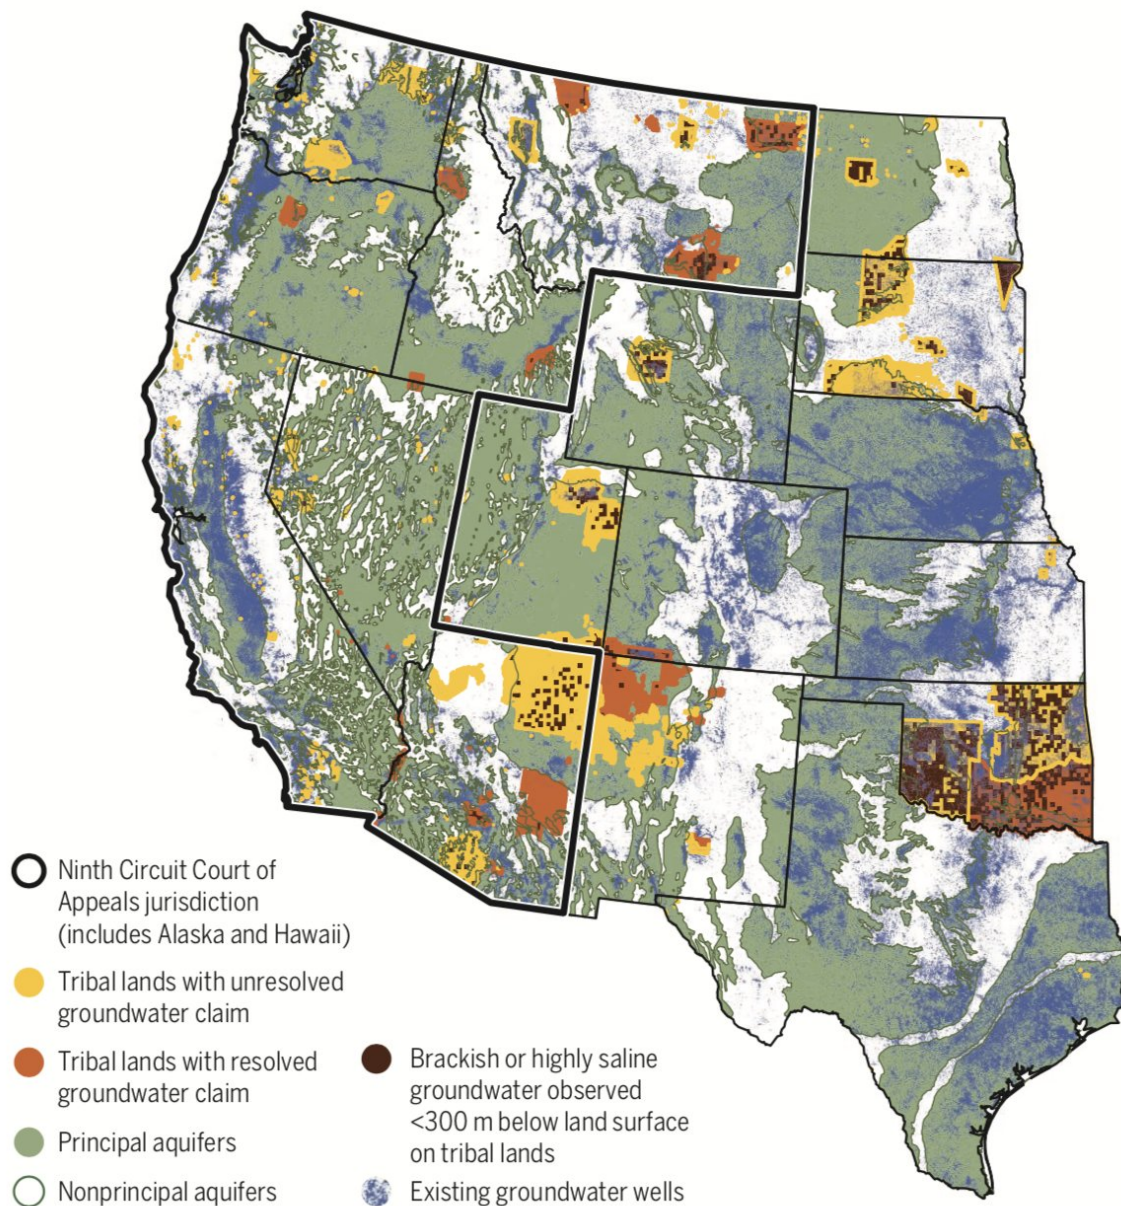 Ninth Circuit Court of
Appeals jurisdiction
(includes Alaska and Hawaii)
Tribal lands with unresolved
groundwater claim
Tribal lands with resolved
groundwater claim
Principal aquifers
Nonprincipal aquifers
Brackish or highly saline
groundwater observed
<300 m below land surface
on tribal lands
Existing groundwater wells